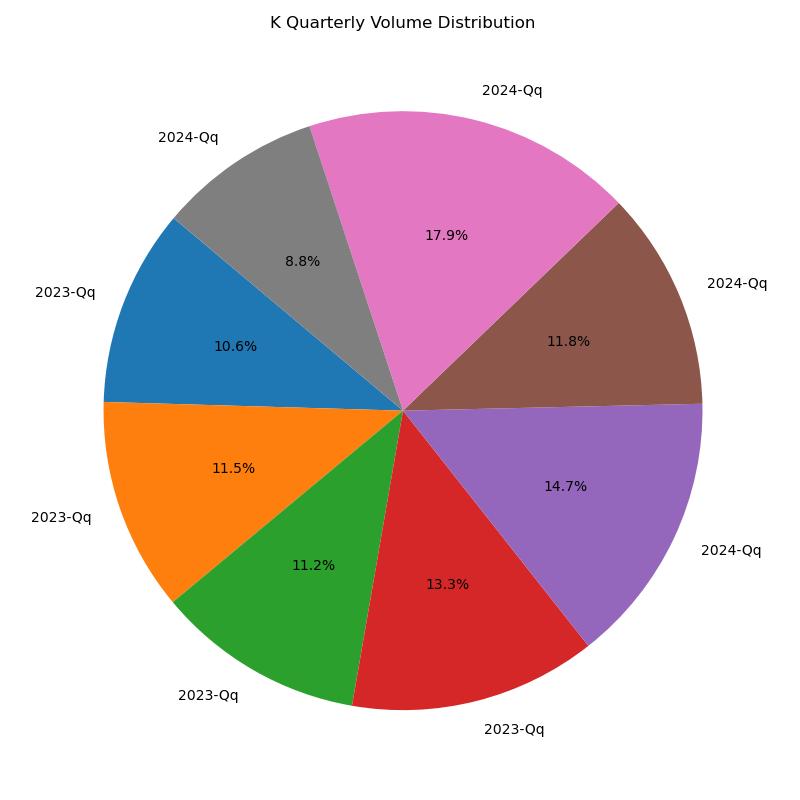 K Quarterly Volume Distribution
2024-Qq
2024-Qq
17.9%
8.8%
2024-Qq
2023-Qq
11.8%
10.6%
11.5%
14.7%
2023-Qq
2024-Qq
11.2%
13.3%
2023-Qq
2023-Qq